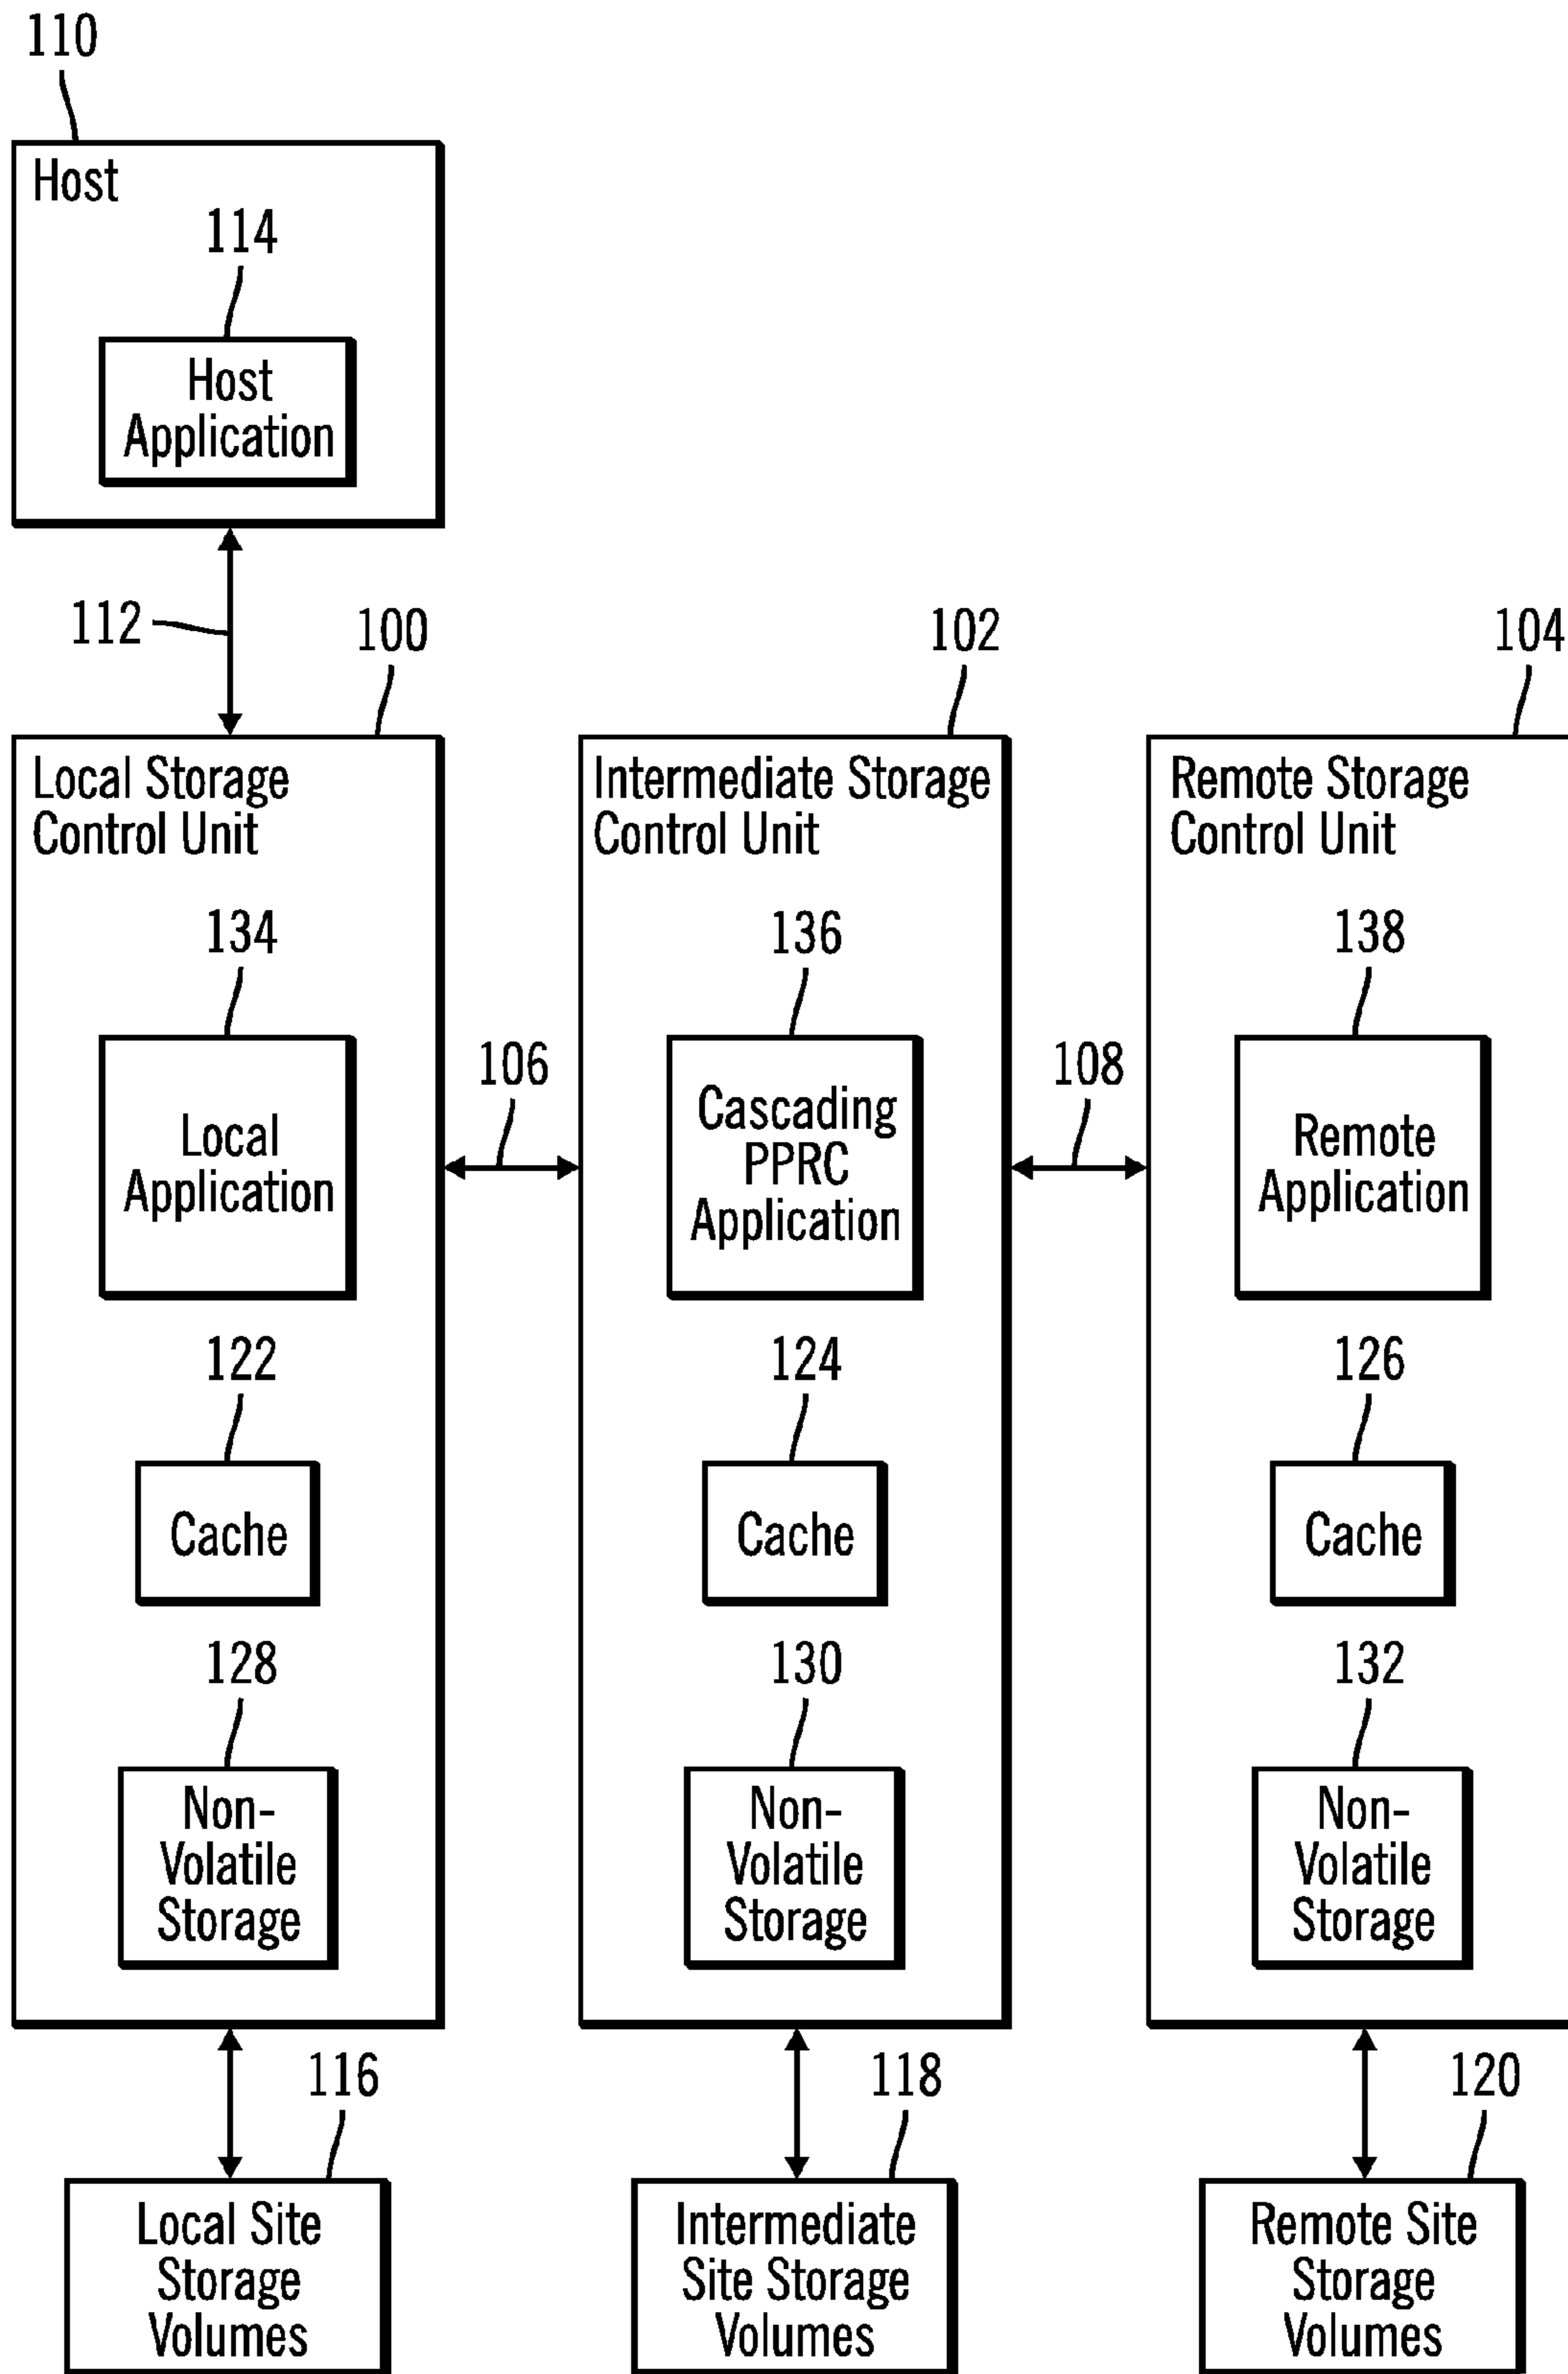 110
Host
114
Host
Application
112
100
102
104
Local Storage
Control Unit
Intermediate Storage
Control Unit
Remote Storage
Control Unit
134
136
138
106
108
Local
Application
Cascading
PPRC
Application
Remote
Application
122
124
126
Cache
Cache
Cache
128
130
132
Non-
Volatile
Storage
Non-
Volatile
Storage
Non-
Volatile
Storage
116
118
120
Local Site
Storage
Volumes
Intermediate
Site Storage
Volumes
Remote Site
Storage
Volumes